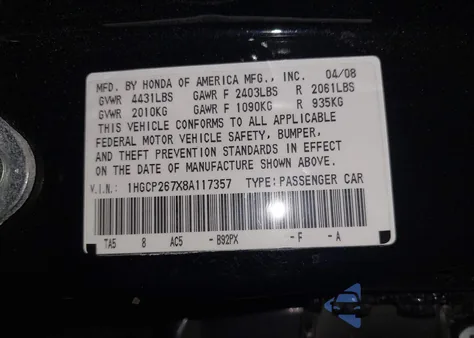 MFD. BY HONDA OF AMERICA MFG., INC. 04/08
GVWR 4431LBS GAWR F 2403LBS R 2061LBS
GVWR 2010KG GAWR F 1090KG R 935KG
THIS VEHICLE CONFORMS TO ALL APPLICABLE
FEDERAL MOTOR VEHICLE SAFETY, BUMPER,
AND THEFT PREVENTION STANDARDS IN EFFECT
ON THE DATE OF MANUFACTURE SHOWN ABOVE.
V.I.N.: 1HGCP267X8A117357 TYPE:PASSENGER CAR
TA5 8 AC5 - B92PX - F - A